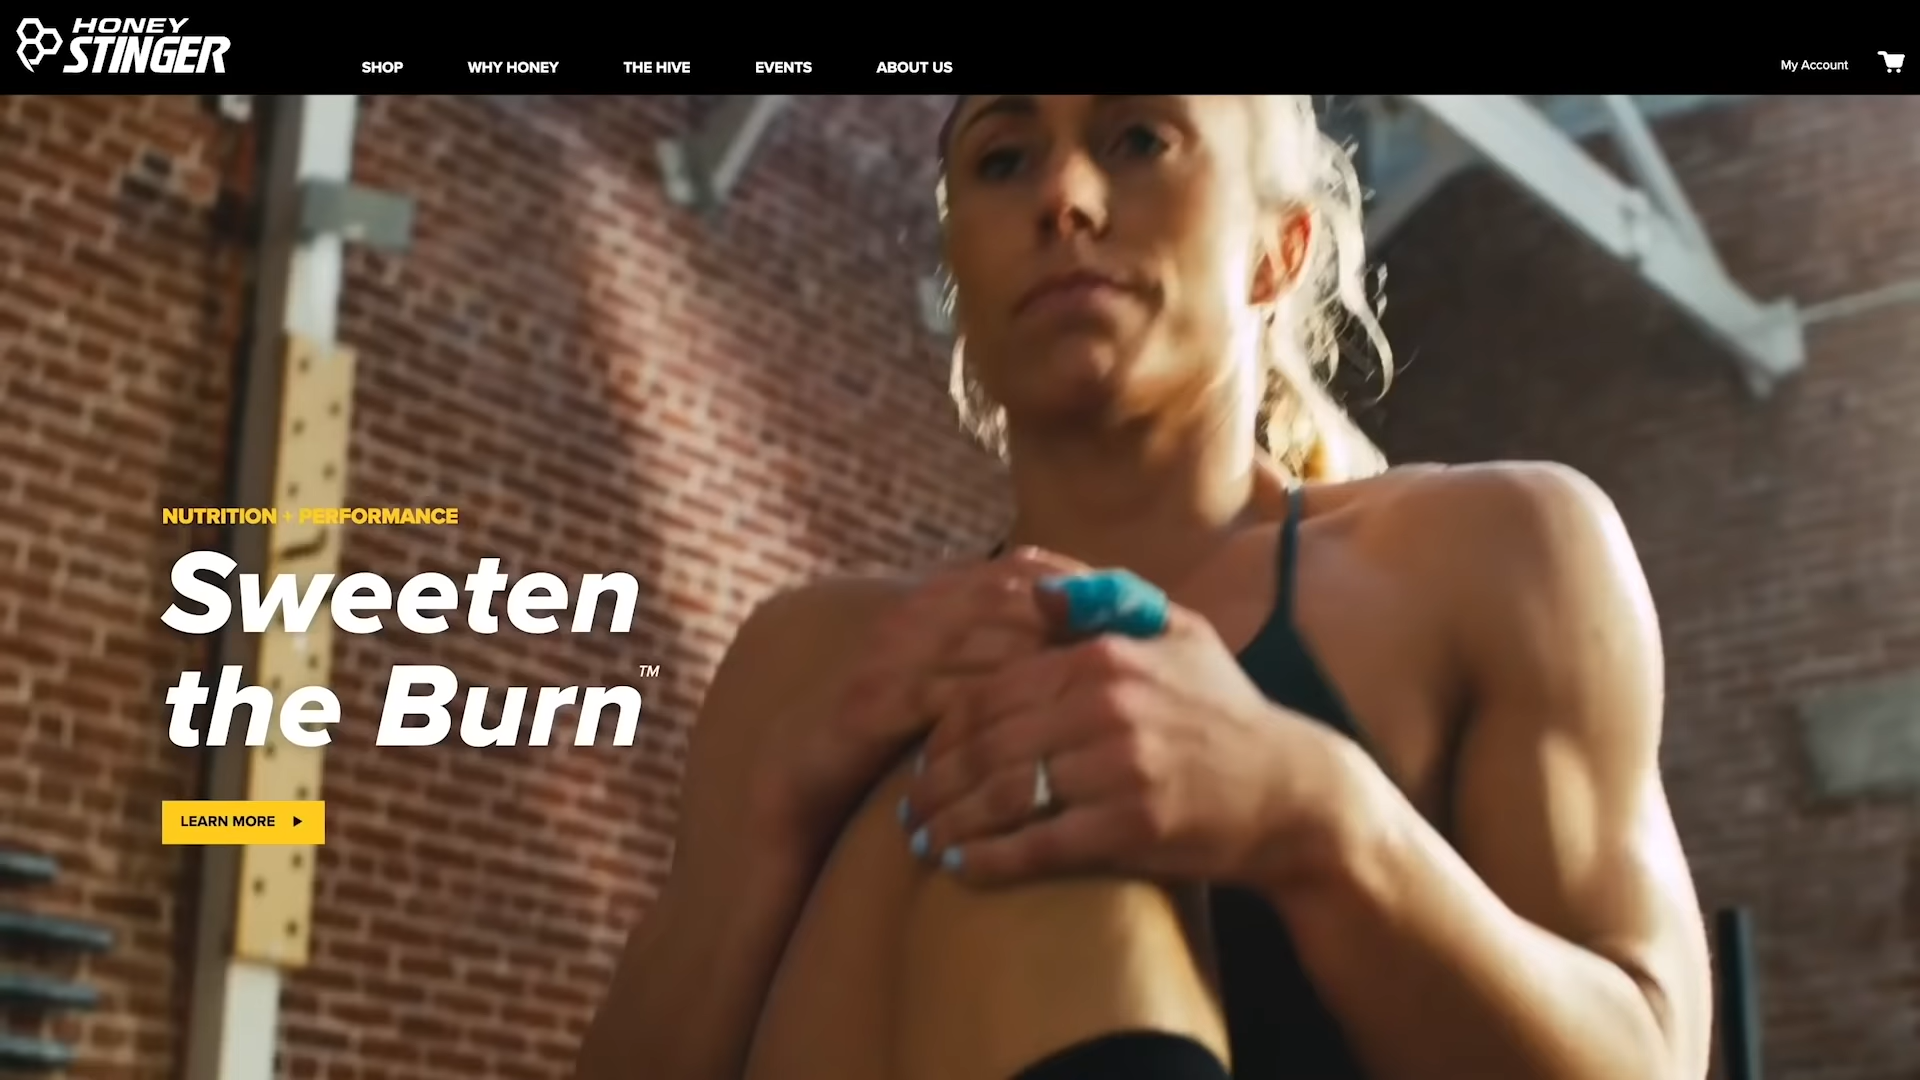 HONEY
STINGER
SHOP
WHY HONEY
THE HIVE
EVENTS
ABOUT US
My Account
NUTRITION + PERFORMANCE
Sweeten
the Burn™
LEARN MORE